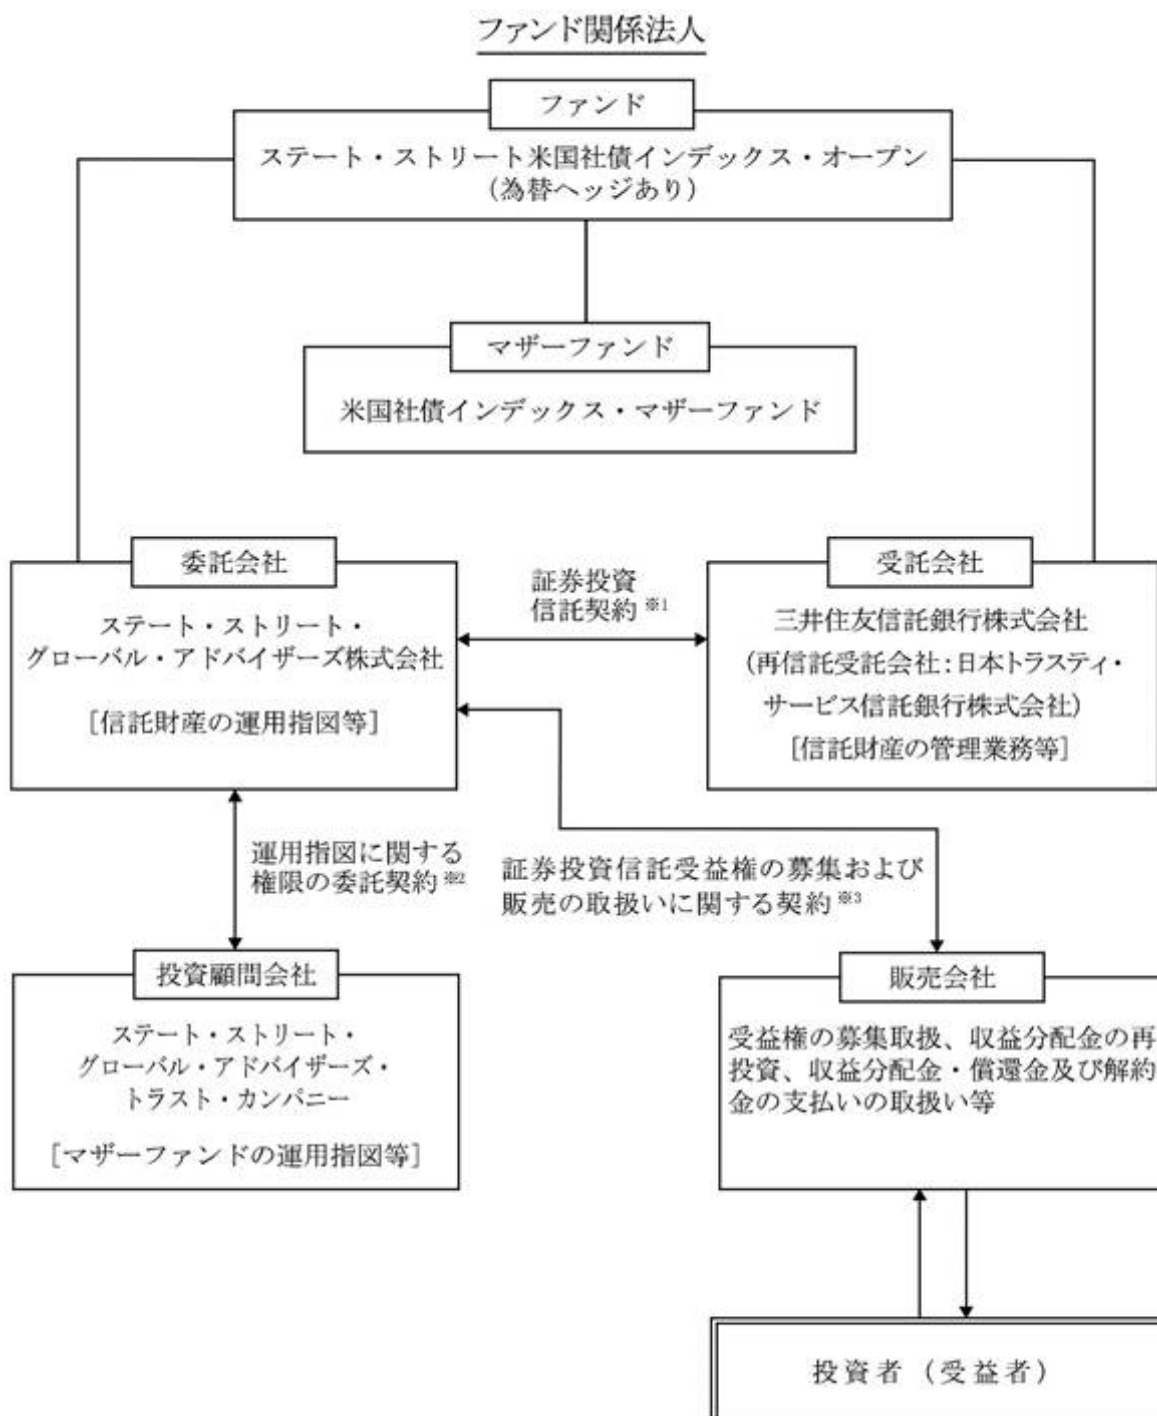 ファンド関係法人
ファンド
ステート・ストリート米国社債インデックス・オープン
(為替ヘッジあり)
マザーファンド
米国社債インデックス・マザーファンド
委託会社
ステート・ストリート・
グローバル・アドバイザーズ株式会社
[信託財産の運用指図等]
証券投資
信託契約※1
受託会社
三井住友信託銀行株式会社
(再信託受託会社:日本トラスティ・
サービス信託銀行株式会社)
[信託財産の管理業務等]
運用指図に関する
権限の委託契約※2
証券投資信託受益権の募集および
販売の取扱いに関する契約※3
投資顧問会社
ステート・ストリート・
グローバル・アドバイザーズ・
トラスト・カンパニー
[マザーファンドの運用指図等]
販売会社
受益権の募集取扱、収益分配金の再
投資、収益分配金・償還金及び解約
金の支払いの取扱い等
投資者(受益者)